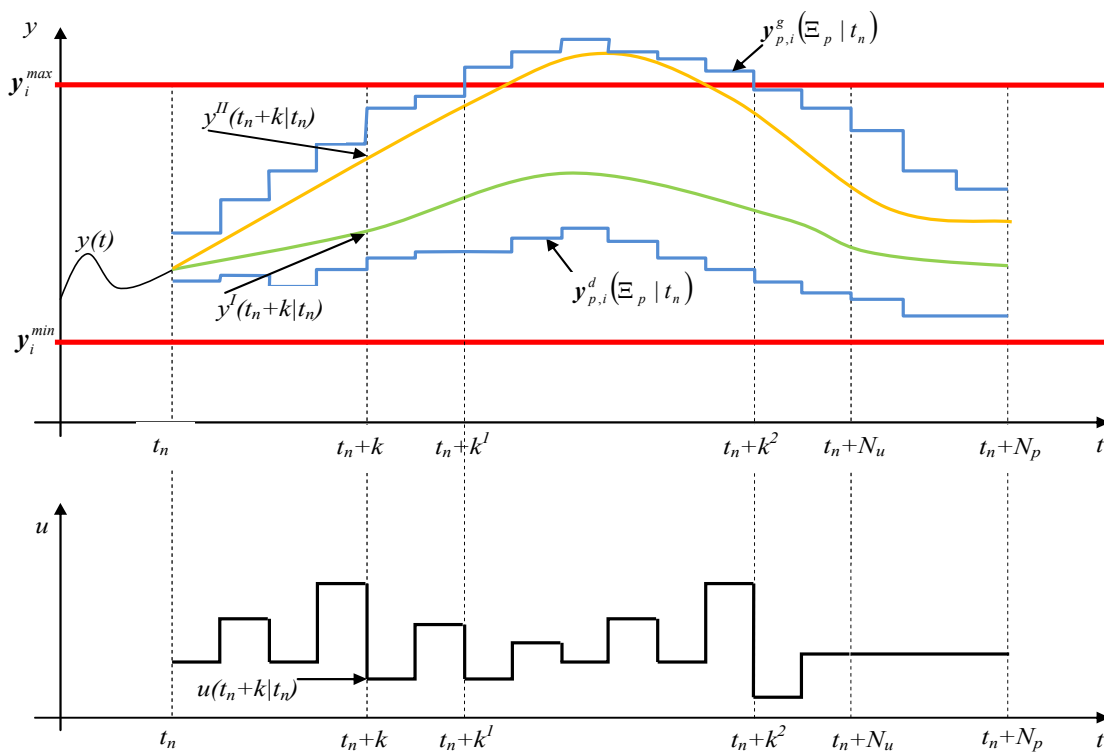 y
y_{p,i}^{g}(Ξ_p | t_n)
y_i^{max}
y^{II}(t_n+k|t_n)
y(t)
y_{p,i}^{d}(Ξ_p | t_n)
y^{I}(t_n+k|t_n)
y_i^{min}
t_n t_n+k t_n+k^1 t_n+k^2 t_n+N_u t_n+N_p t
u
u(t_n+k|t_n)
t_n t_n+k t_n+k^1 t_n+k^2 t_n+N_u t_n+N_p t